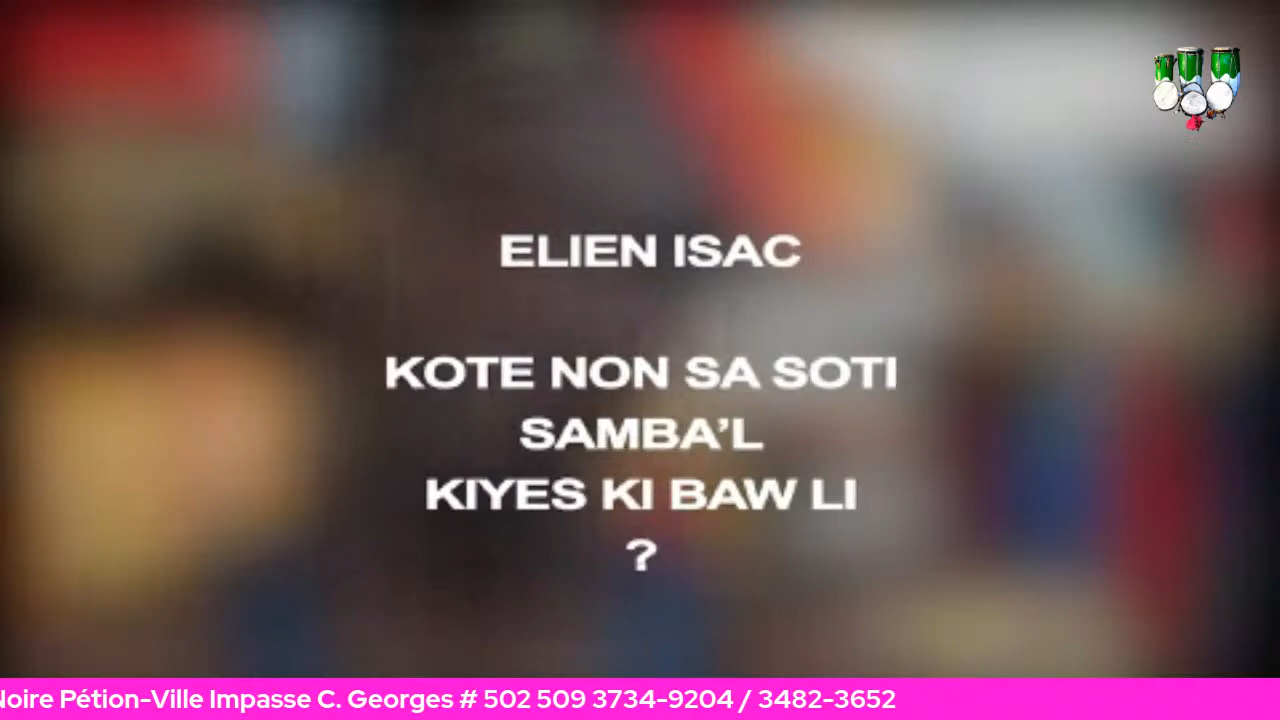 ELIEN ISAC
KOTE NON SA SOTI
SAMBA'L
KIYES KI BAW LI
?
Noire Pétion-Ville Impasse C. Georges # 502 509 3734-9204 / 3482-3652